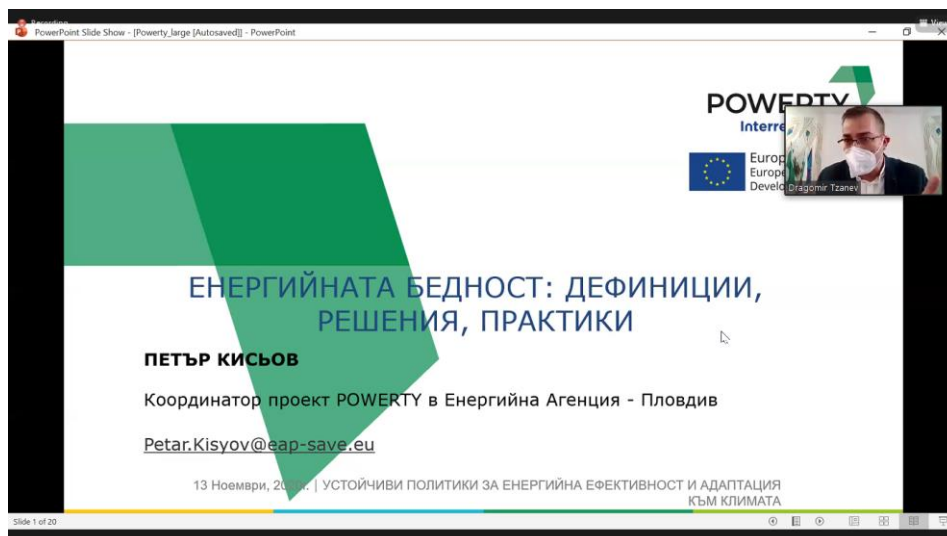 Recording
View
PowerPoint Slide Show - [Powerty_large [Autosaved]] - PowerPoint
POWERTY
Interre
Europ
Europe
Develo
Dragomir Tzanev
ЕНЕРГИЙНАТА БЕДНОСТ: ДЕФИНИЦИИ,
РЕШЕНИЯ, ПРАКТИКИ
ПЕТЪР КИСЬОВ
Координатор проект POWERTY в Енергийна Агенция - Пловдив
Petar.Kisyov@eap-save.eu
13 Ноември, | УСТОЙЧИВИ ПОЛИТИКИ ЗА ЕНЕРГИЙНА ЕФЕКТИВНОСТ И АДАПТАЦИЯ
КЪМ КЛИМАТА
Slide 1 of 20